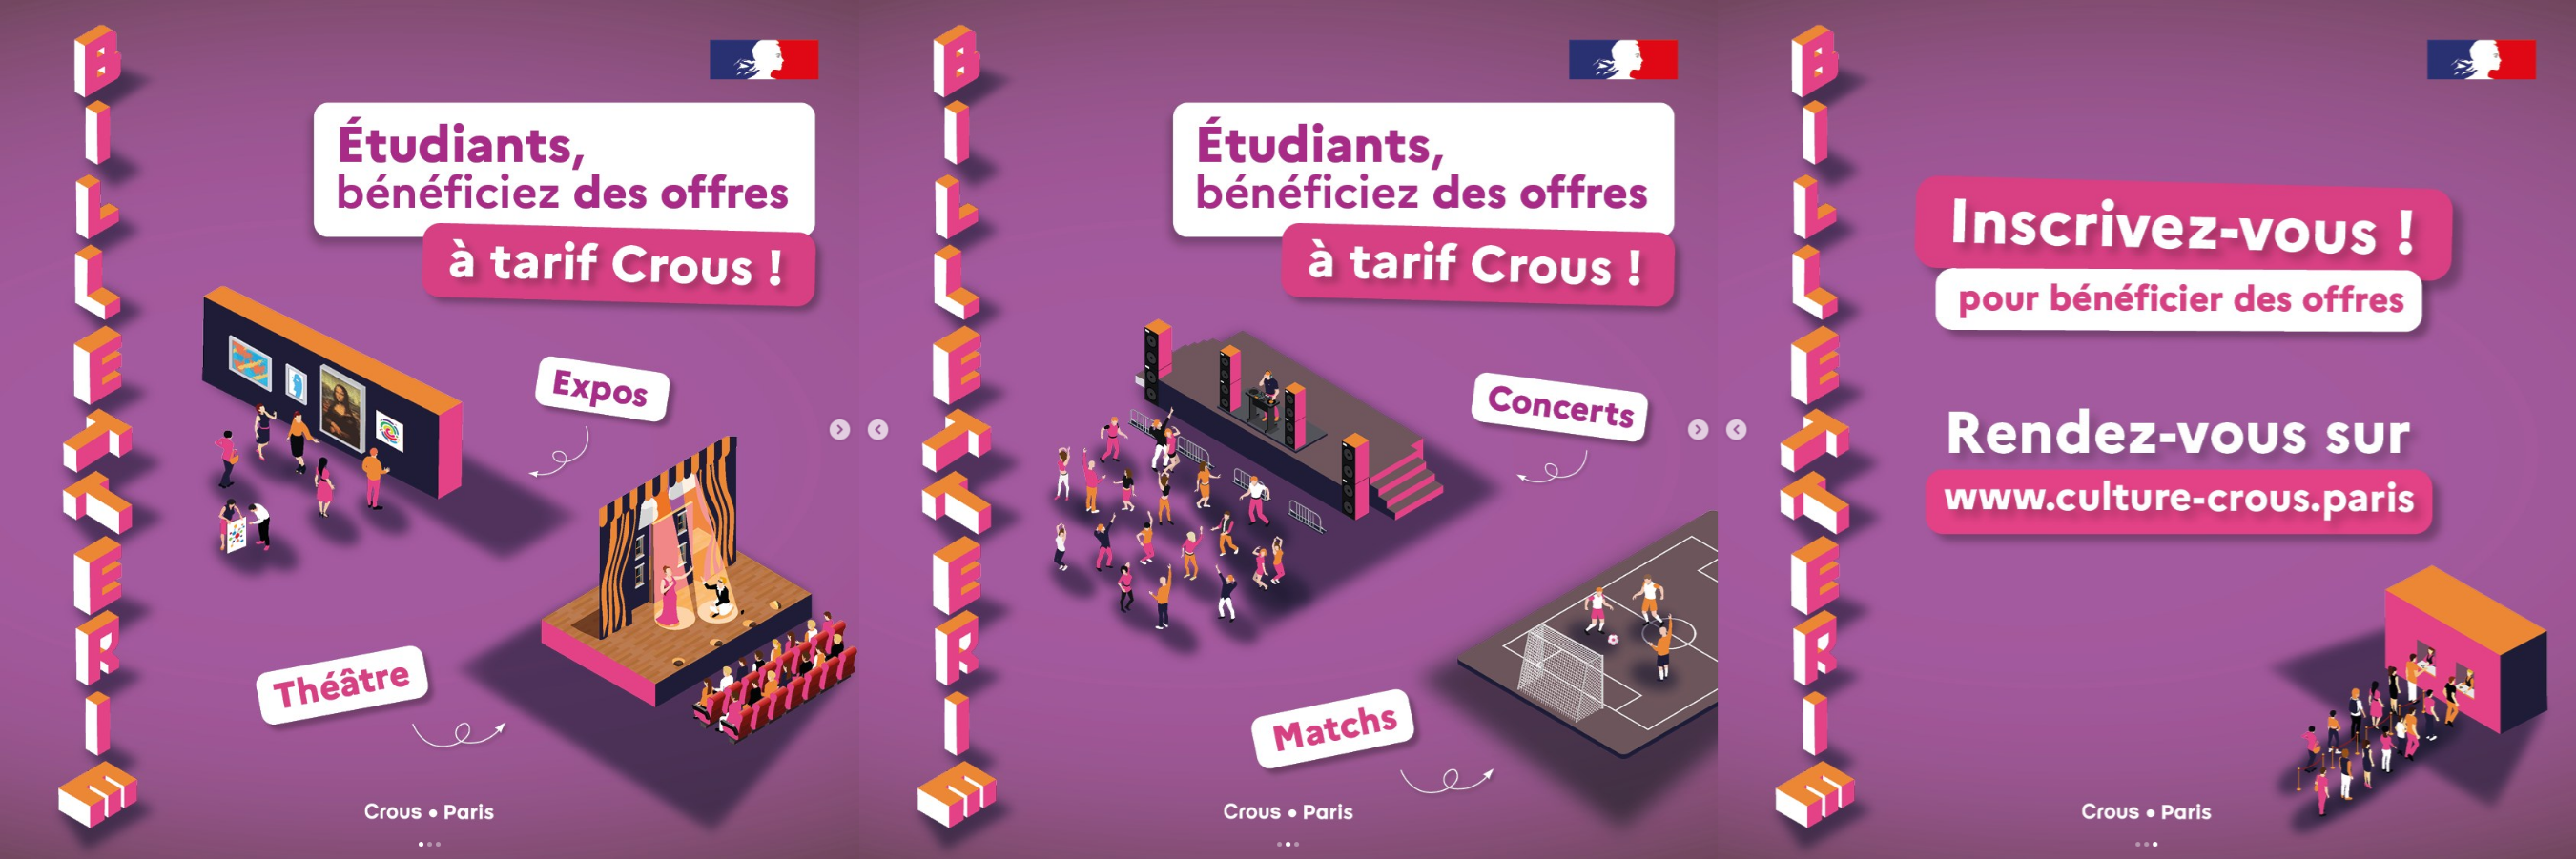 BILLETTERIE
Étudiants,
bénéficiez des offres
à tarif Crous !
Expos
Théâtre
Crous • Paris
BILLETTERIE
Étudiants,
bénéficiez des offres
à tarif Crous !
Concerts
Matchs
Crous • Paris
BILLETTERIE
Inscrivez-vous !
pour bénéficier des offres
Rendez-vous sur
www.culture-crous.paris
Crous • Paris